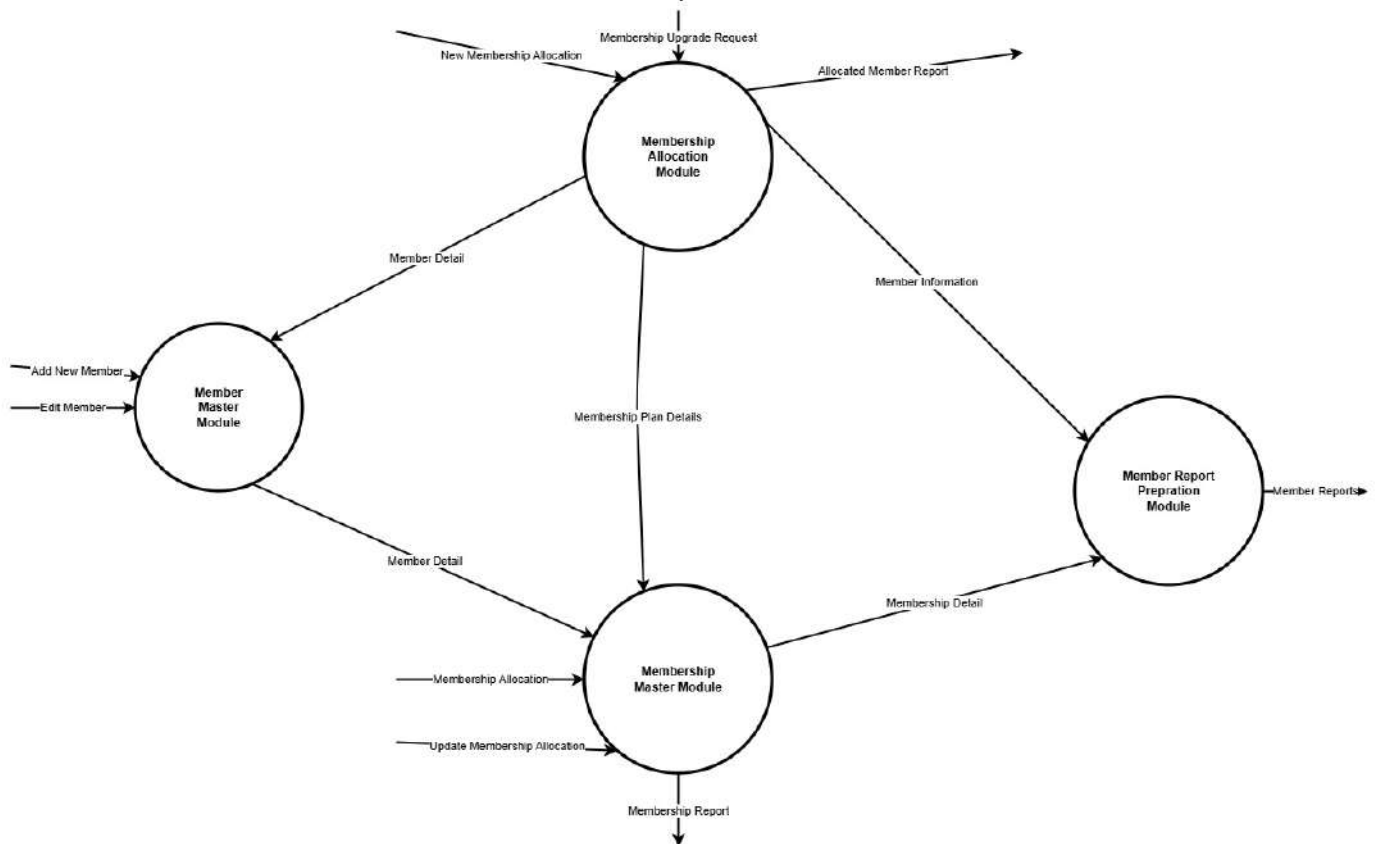 Membership Upgrade Request
New Membership Allocation
Allocated Member Report
Membership
Allocation
Module
Member Detail
Member Information
Add New Member
Edit Member
Member
Master
Module
Membership Plan Details
Member Report
Prepration
Module
Member Reports
Member Detail
Membership Detail
Membership Allocation
Membership
Master Module
Update Membership Allocation
Membership Report